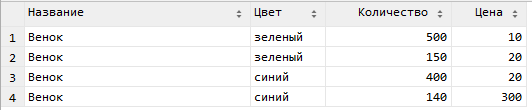 Название Цвет Количество Цена
1 Венок зеленый 500 10
2 Венок зеленый 150 20
3 Венок синий 400 20
4 Венок синий 140 300